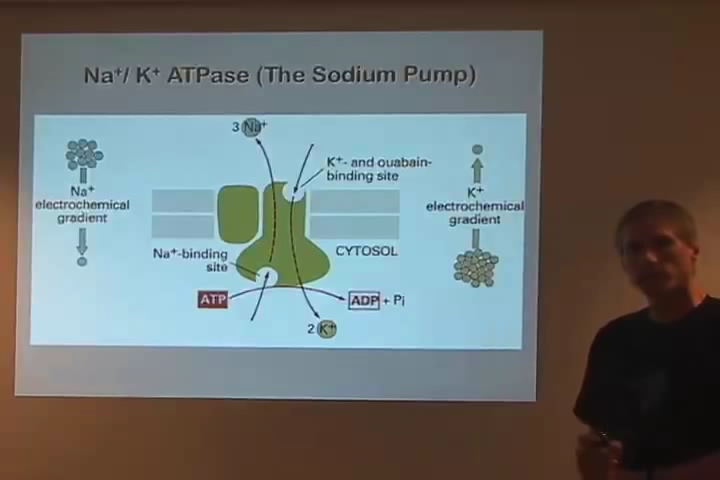 Na⁺/ K⁺ ATPase (The Sodium Pump)
3 Na⁺
K⁺- and ouabain-
binding site
Na⁺
electrochemical
gradient
K⁺
electrochemical
gradient
Na⁺-binding
site
CYTOSOL
ATP
ADP + Pi
2 K⁺